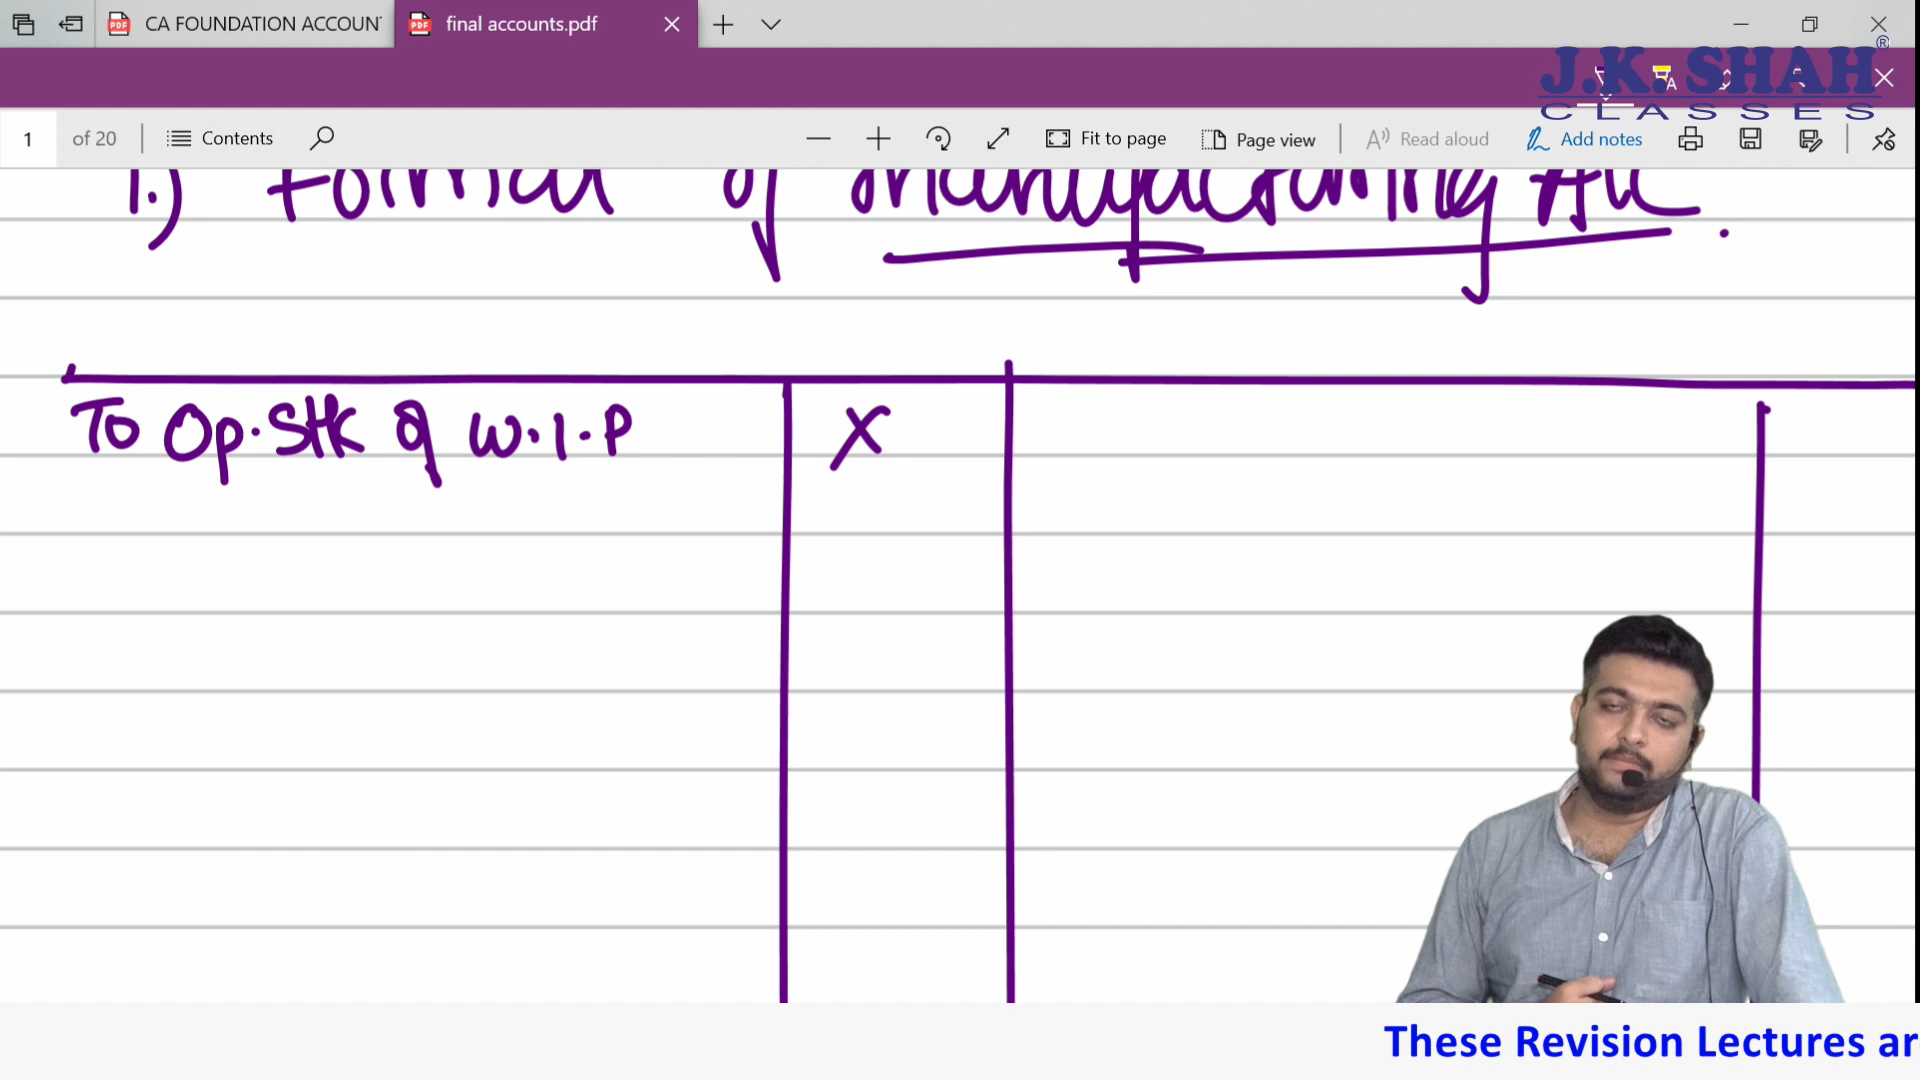 CA FOUNDATION ACCOUN
final accounts.pdf
J.K. SHAH®
CLASSES
1 of 20 Contents Fit to page Page view Read aloud Add notes
1.) Format of Manufacturing A/c.
To Op. Stk of W.I.P X
These Revision Lectures ar